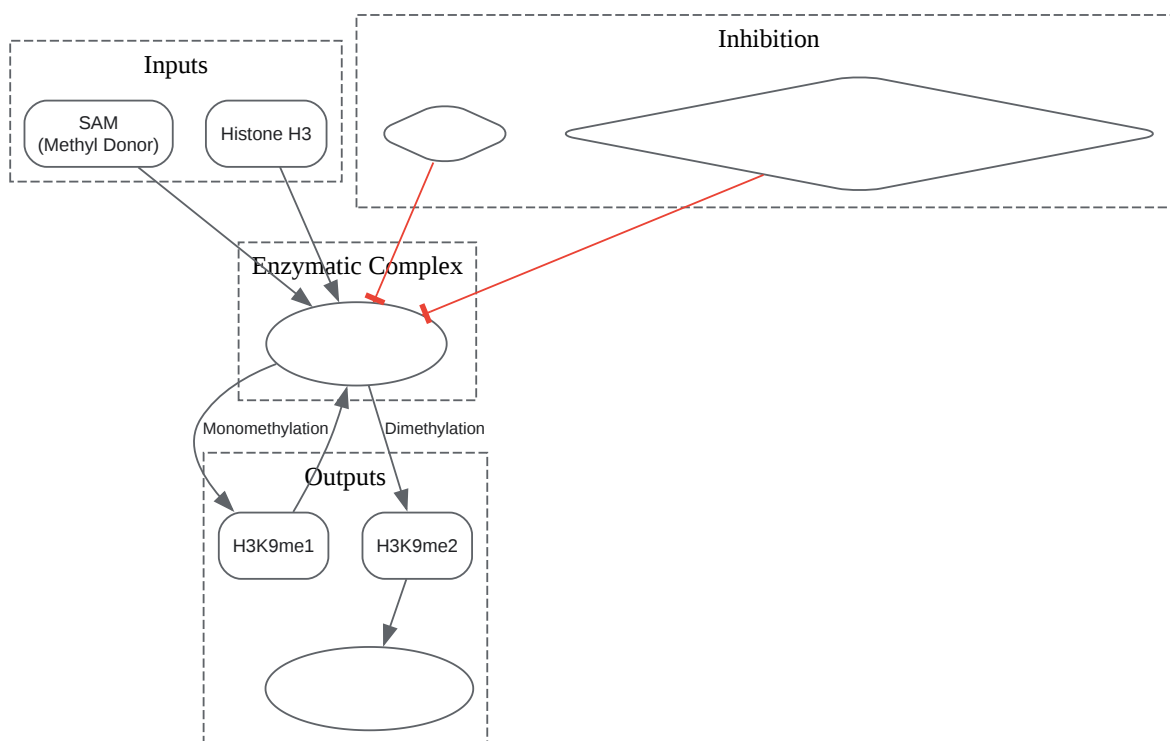 Inhibition
Inputs
SAM
(Methyl Donor)
Histone H3
Enzymatic Complex
Monomethylation
Dimethylation
Outputs
H3K9me1
H3K9me2